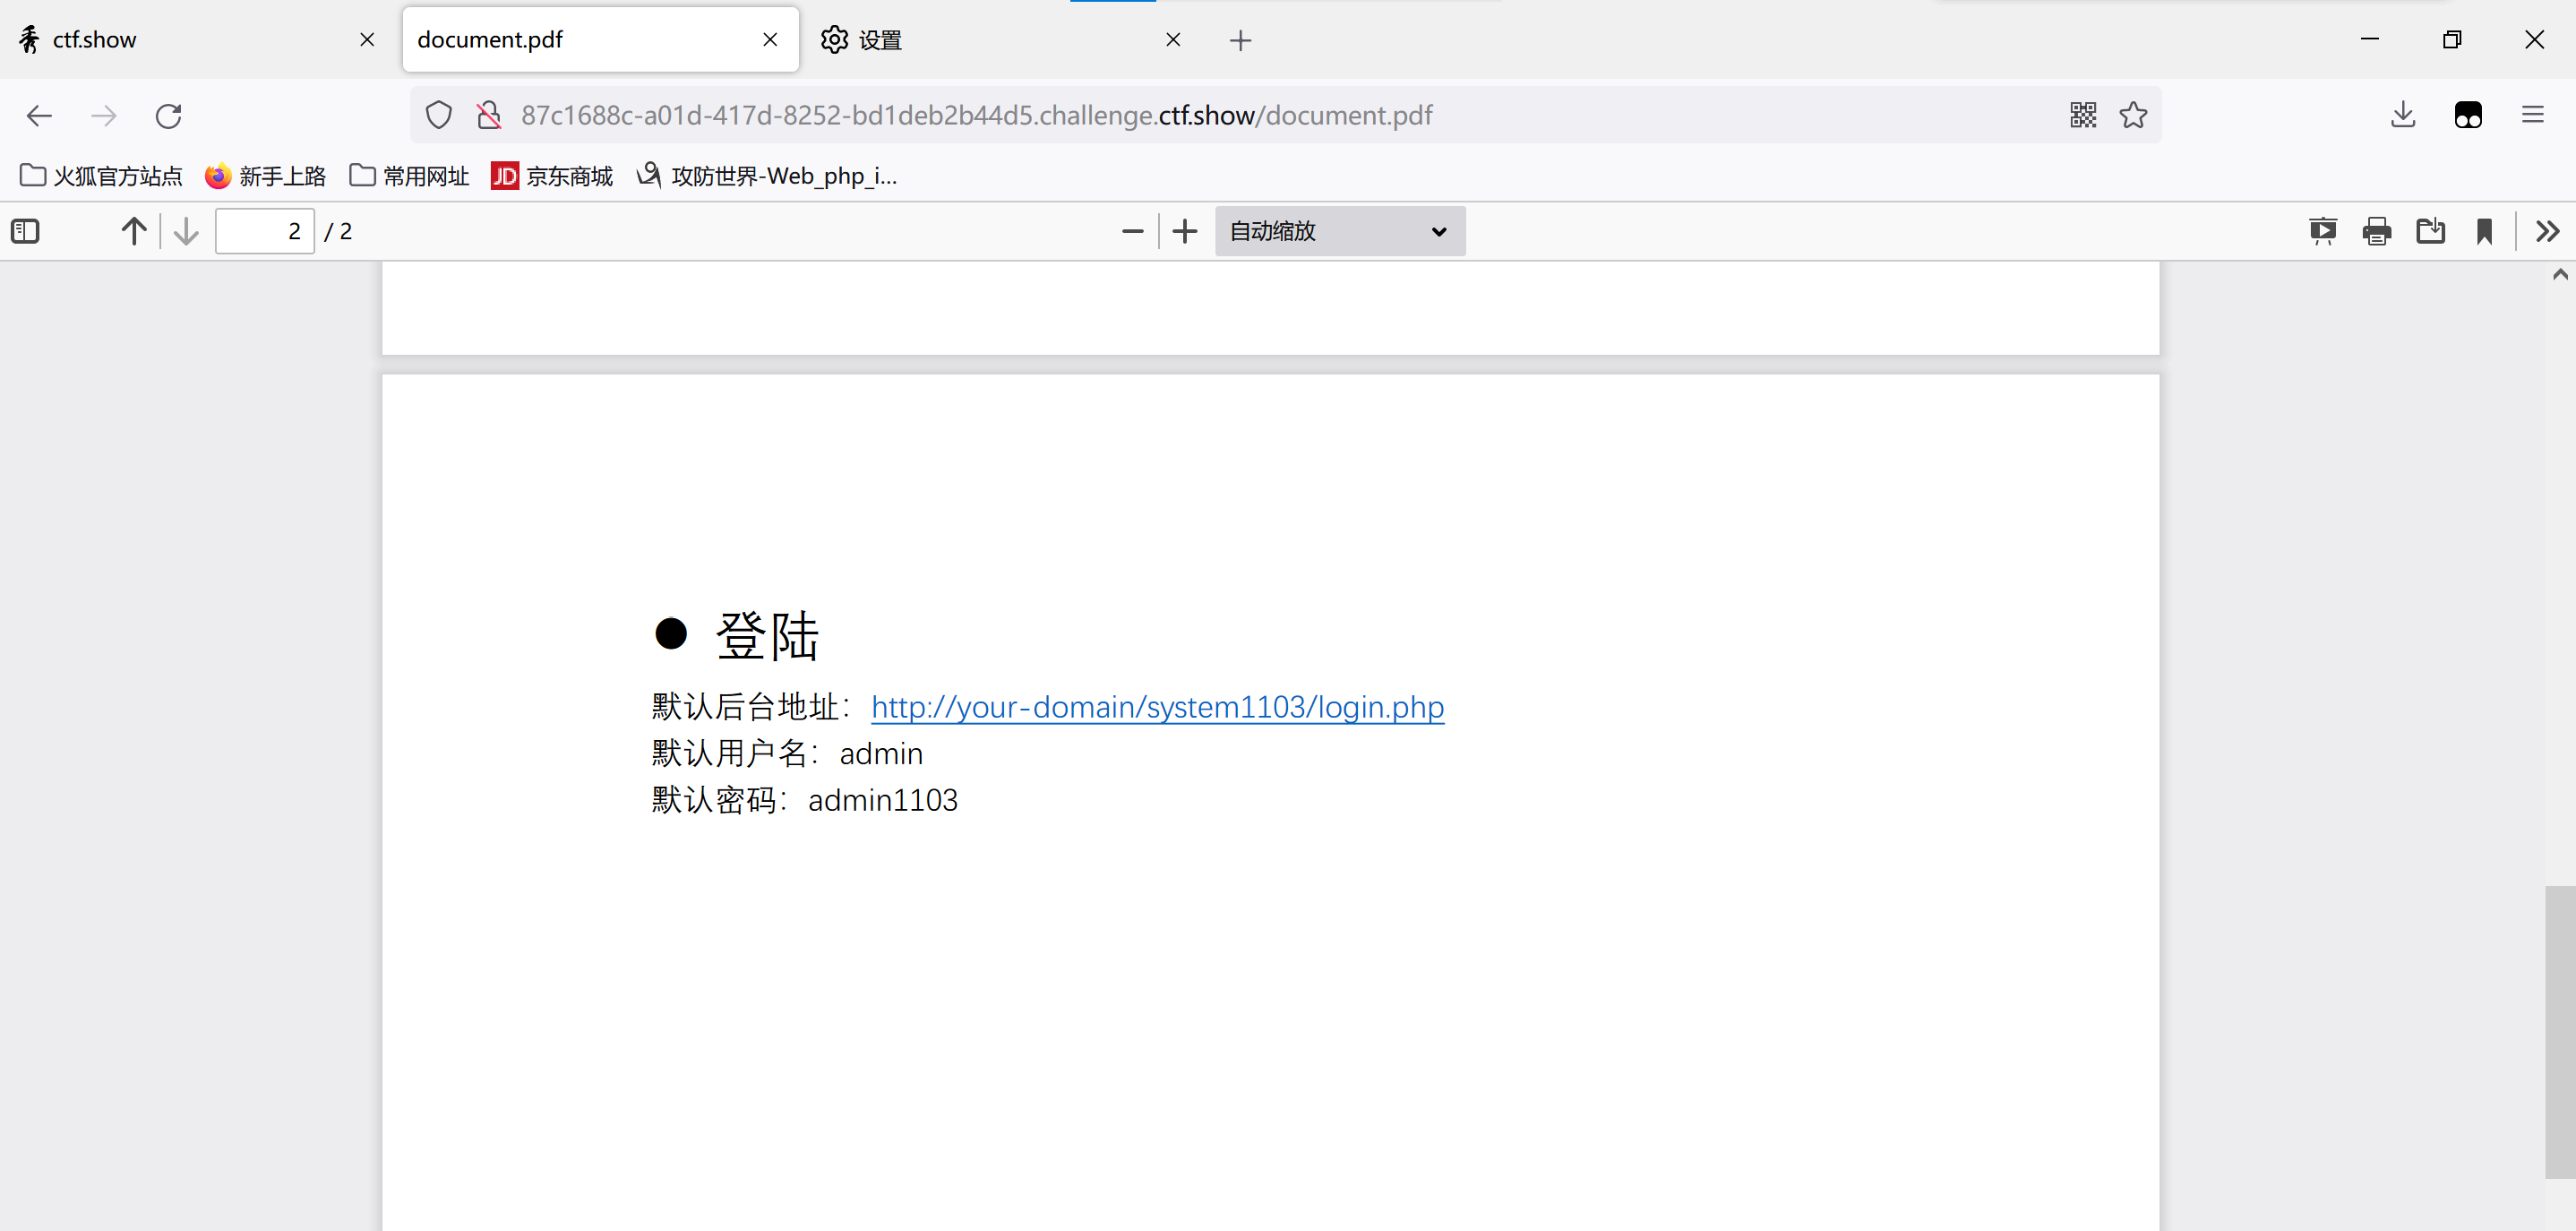 ctf.show
document.pdf
设置
87c1688c-a01d-417d-8252-bd1deb2b44d5.challenge.ctf.show/document.pdf
火狐官方站点 新手上路 常用网址 JD 京东商城 攻防世界-Web_php_i...
2 / 2 自动缩放
● 登陆
默认后台地址：http://your-domain/system1103/login.php
默认用户名：admin
默认密码：admin1103